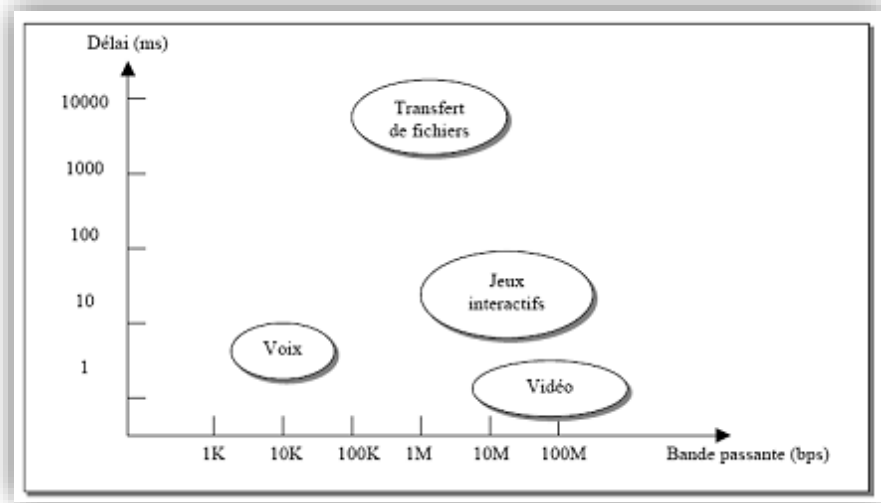 Délai (ms)
10000
Transfert
de fichiers
1000
100
Jeux
interactifs
10
Voix
1
Vidéo
1K 10K 100K 1M 10M 100M Bande passante (bps)